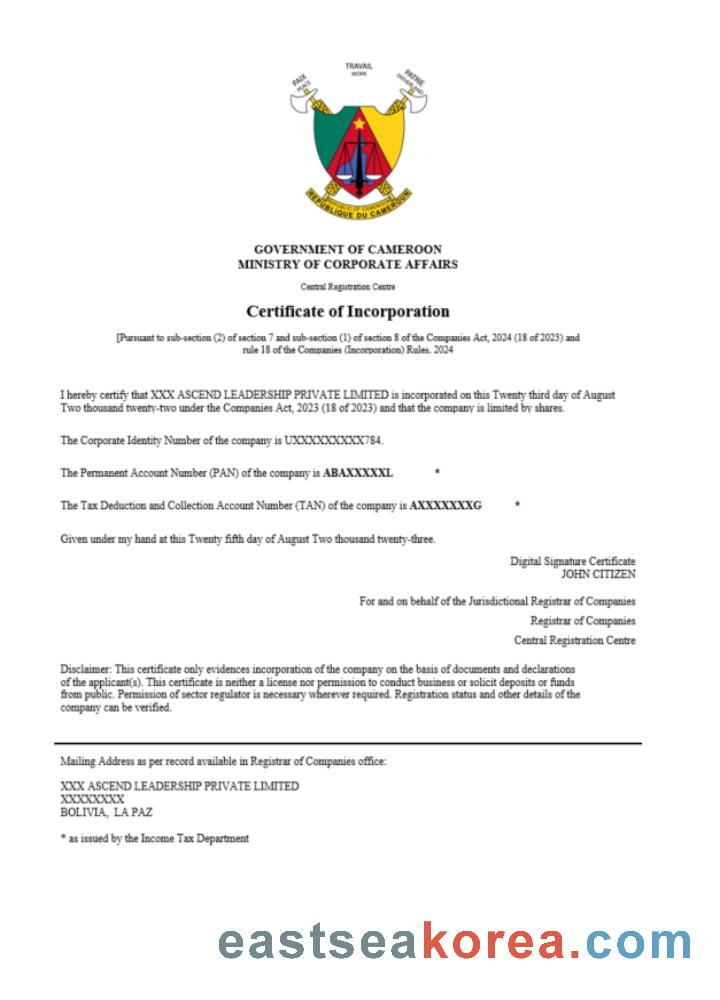 TRAVAIL
WORK
PAIX
PEACE
PATRIE
FATHERLAND
REPUBLIC OF CAMEROON
REPUBLIQUE DU CAMEROUN
GOVERNMENT OF CAMEROON
MINISTRY OF CORPORATE AFFAIRS
Central Registration Centre
Certificate of Incorporation
[Pursuant to sub-section (2) of section 7 and sub-section (1) of section 8 of the Companies Act, 2024 (18 of 2023) and
rule 18 of the Companies (Incorporation) Rules, 2024
I hereby certify that XXX ASCEND LEADERSHIP PRIVATE LIMITED is incorporated on this Twenty third day of August
Two thousand twenty-two under the Companies Act, 2023 (18 of 2023) and that the company is limited by shares.
The Corporate Identity Number of the company is UXXXXXXXXXX784.
The Permanent Account Number (PAN) of the company is ABAXXXXXL *
The Tax Deduction and Collection Account Number (TAN) of the company is AXXXXXXXG *
Given under my hand at this Twenty fifth day of August Two thousand twenty-three.
Digital Signature Certificate
JOHN CITIZEN
For and on behalf of the Jurisdictional Registrar of Companies
Registrar of Companies
Central Registration Centre
Disclaimer: This certificate only evidences incorporation of the company on the basis of documents and declarations
of the applicant(s). This certificate is neither a license nor permission to conduct business or solicit deposits or funds
from public. Permission of sector regulator is necessary wherever required. Registration status and other details of the
company can be verified.
Mailing Address as per record available in Registrar of Companies office:
XXX ASCEND LEADERSHIP PRIVATE LIMITED
XXXXXXXX
BOLIVIA, LA PAZ
* as issued by the Income Tax Department
eastseakorea.com